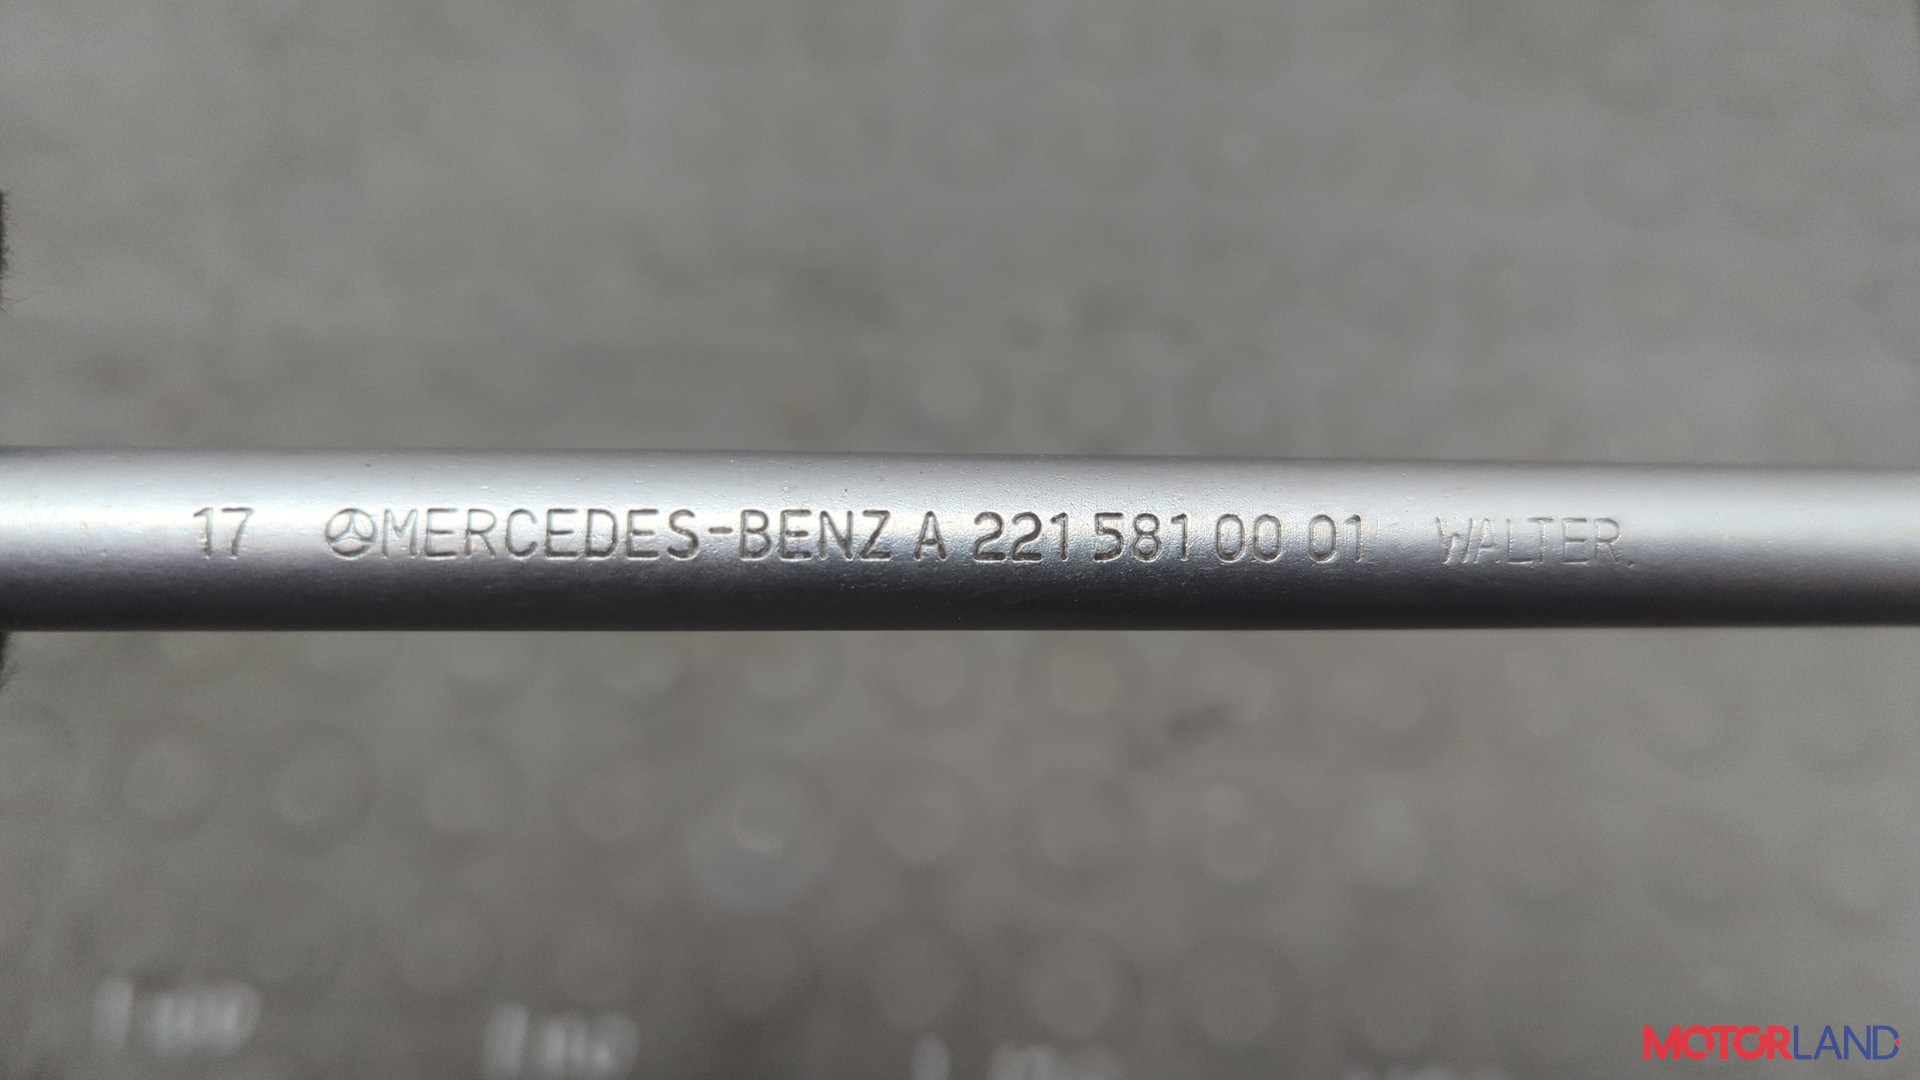 17 MERCEDES-BENZ A 221 581 00 01 WALTER.
MOTORLAND